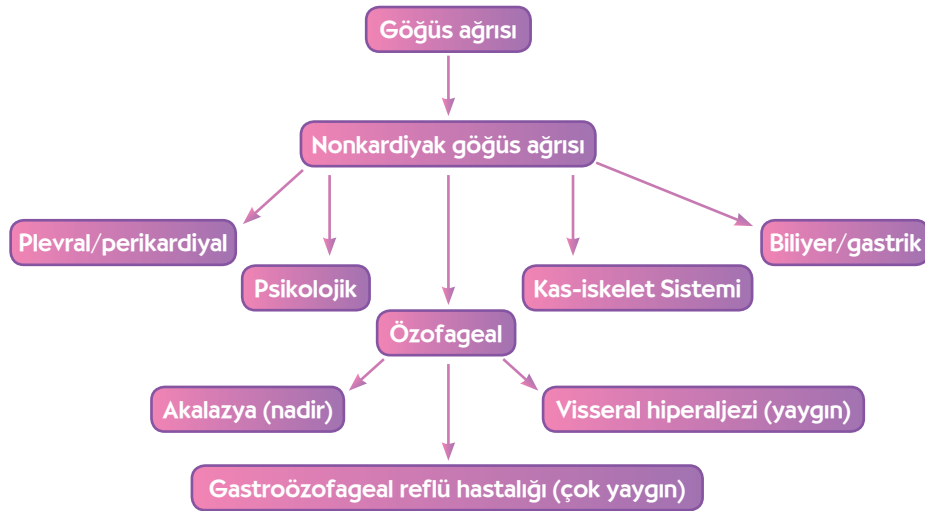 Göğüs ağrısı
Nonkardiyak göğüs ağrısı
Plevral/perikardiyal
Biliyer/gastrik
Psikolojik
Kas-iskelet Sistemi
Özofageal
Akalazya (nadir)
Visseral hiperaljezi (yaygın)
Gastroözofageal reflü hastalığı (çok yaygın)